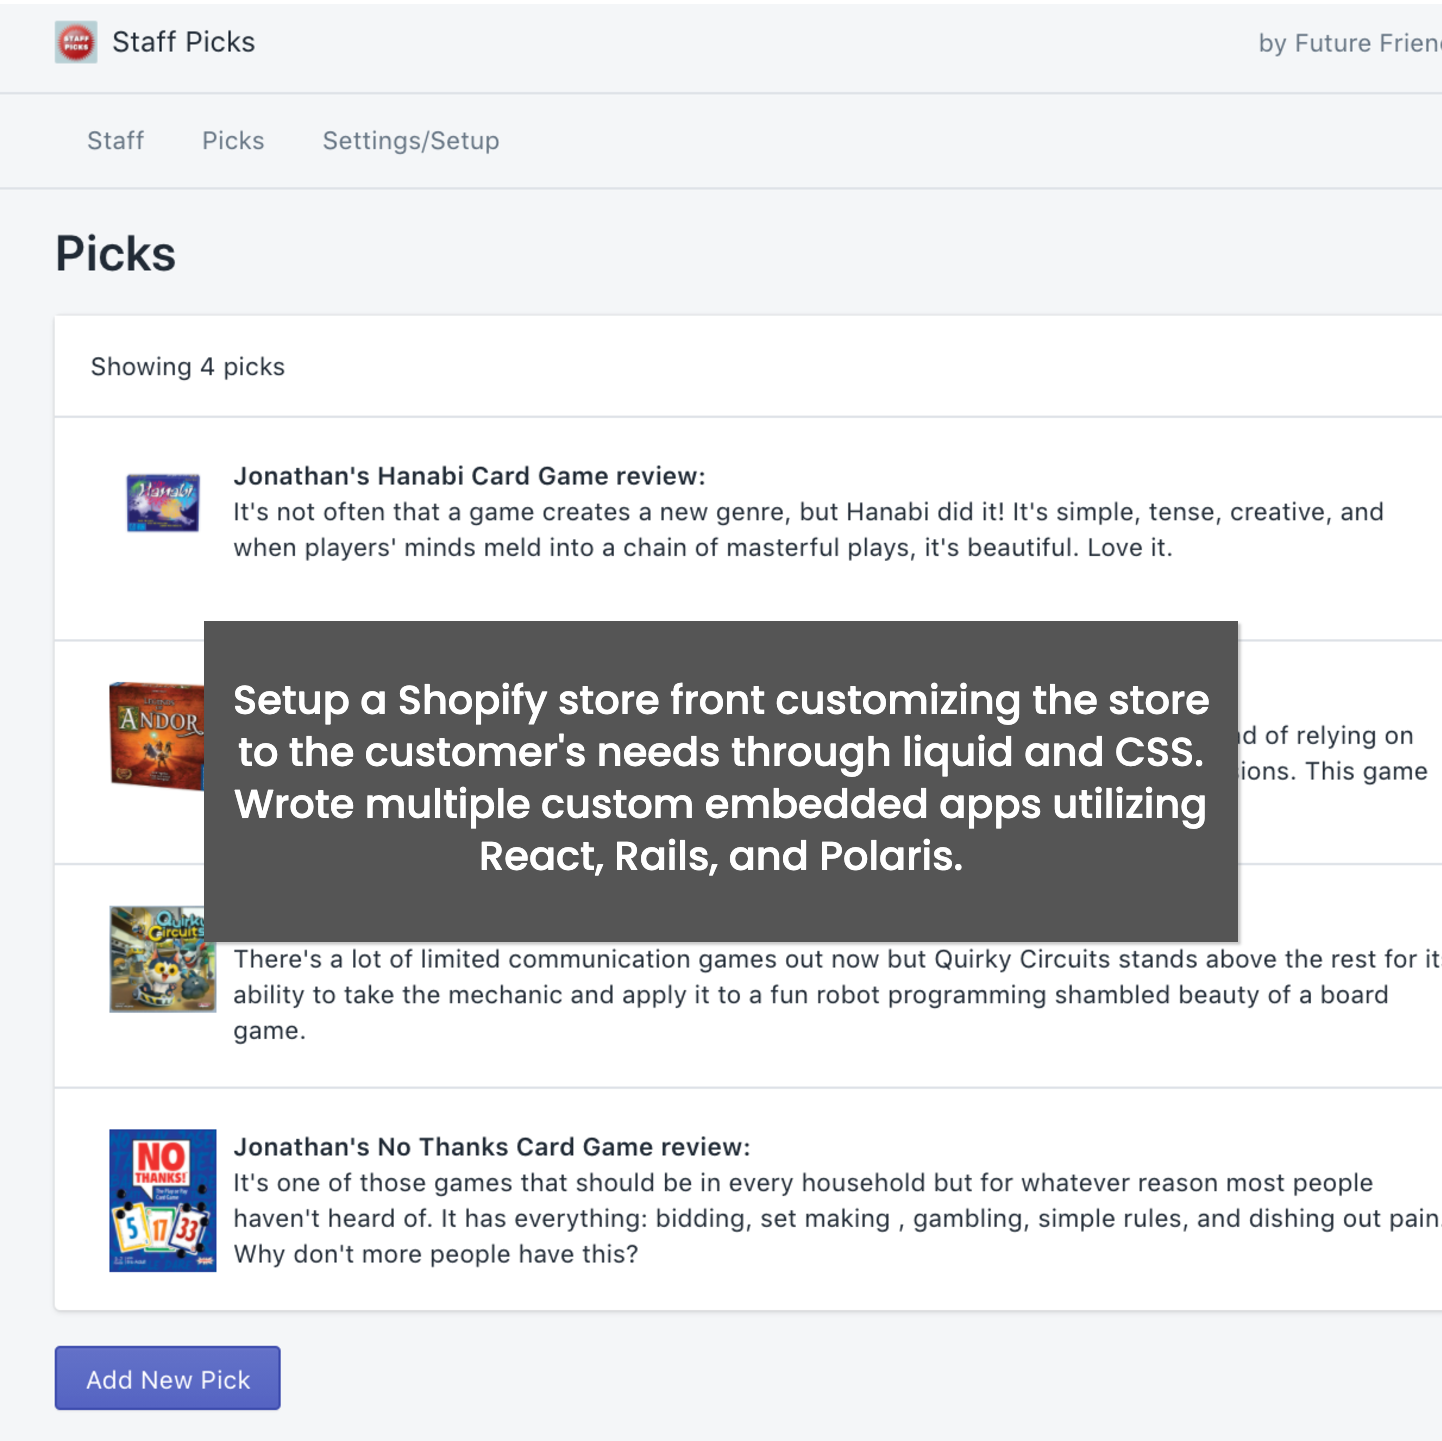 STAFF PICKS
Staff Picks
by Future Frien
Staff
Picks
Settings/Setup
Picks
Showing 4 picks
Hanabi
Jonathan's Hanabi Card Game review:
It's not often that a game creates a new genre, but Hanabi did it! It's simple, tense, creative, and
when players' minds meld into a chain of masterful plays, it's beautiful. Love it.
ANDOR
d of relying on
ions. This game
Setup a Shopify store front customizing the store
to the customer's needs through liquid and CSS.
Wrote multiple custom embedded apps utilizing
React, Rails, and Polaris.
Circuits
There's a lot of limited communication games out now but Quirky Circuits stands above the rest for it
ability to take the mechanic and apply it to a fun robot programming shambled beauty of a board
game.
NO
THANKS!
5 17 33
Jonathan's No Thanks Card Game review:
It's one of those games that should be in every household but for whatever reason most people
haven't heard of. It has everything: bidding, set making , gambling, simple rules, and dishing out pain.
Why don't more people have this?
Add New Pick